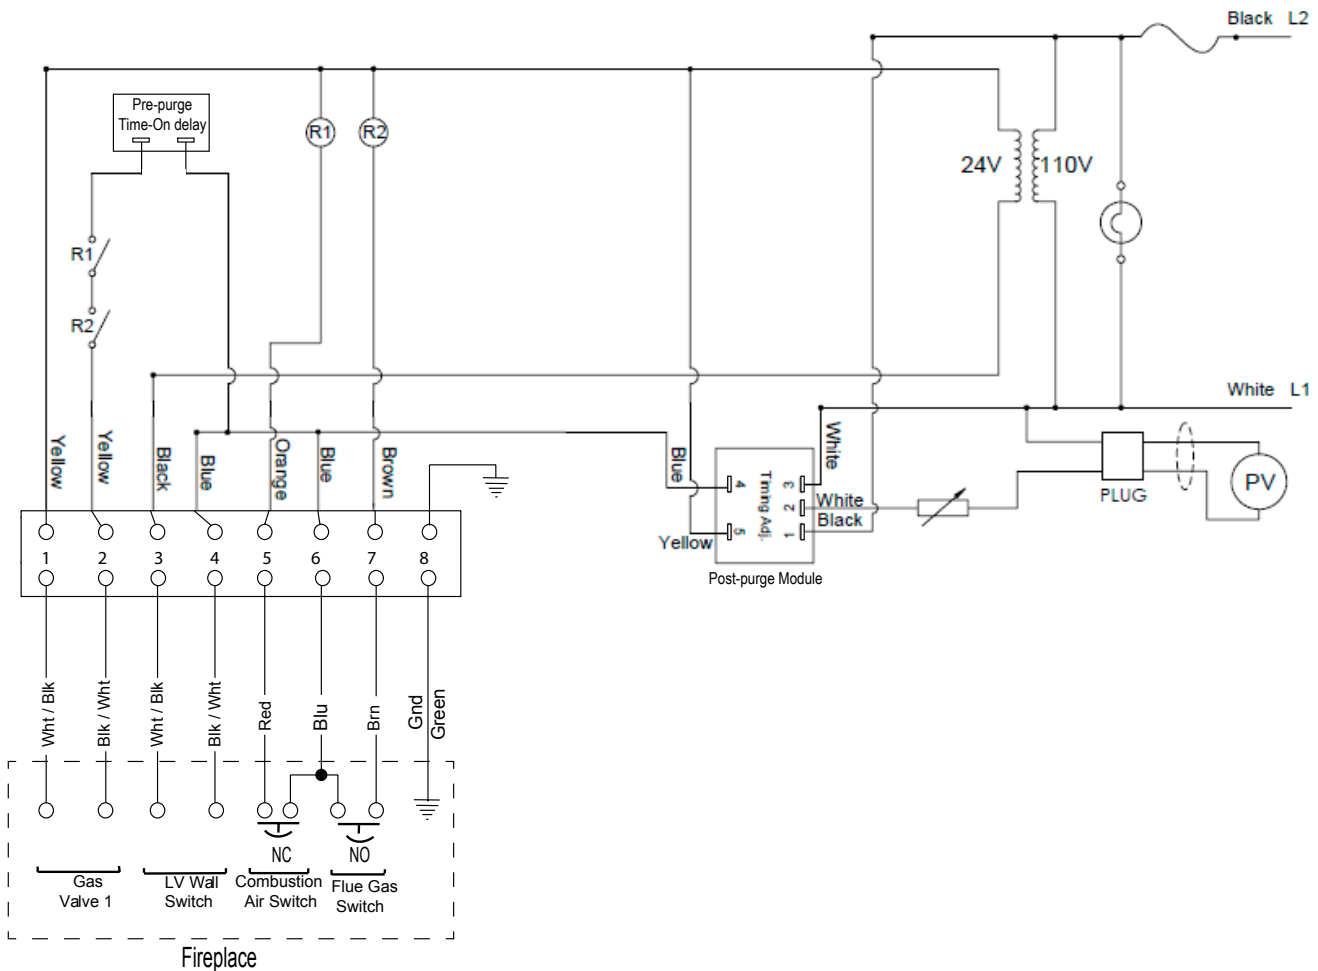 Black L2
Pre-purge
Time-On delay
R1
R2
24V
110V
R1
R2
White L1
Yellow
Yellow
Black
Blue
Orange
Blue
Brown
Blue
White
4
Timing Adj.
3
White
2
Black
5
1
Yellow
Post-purge Module
PLUG
PV
1
2
3
4
5
6
7
8
Wht / Blk
Blk / Wht
Wht / Blk
Blk / Wht
Red
Blu
Brn
Gnd
Green
NC
NO
Gas
Valve 1
LV Wall
Switch
Combustion
Air Switch
Flue Gas
Switch
Fireplace